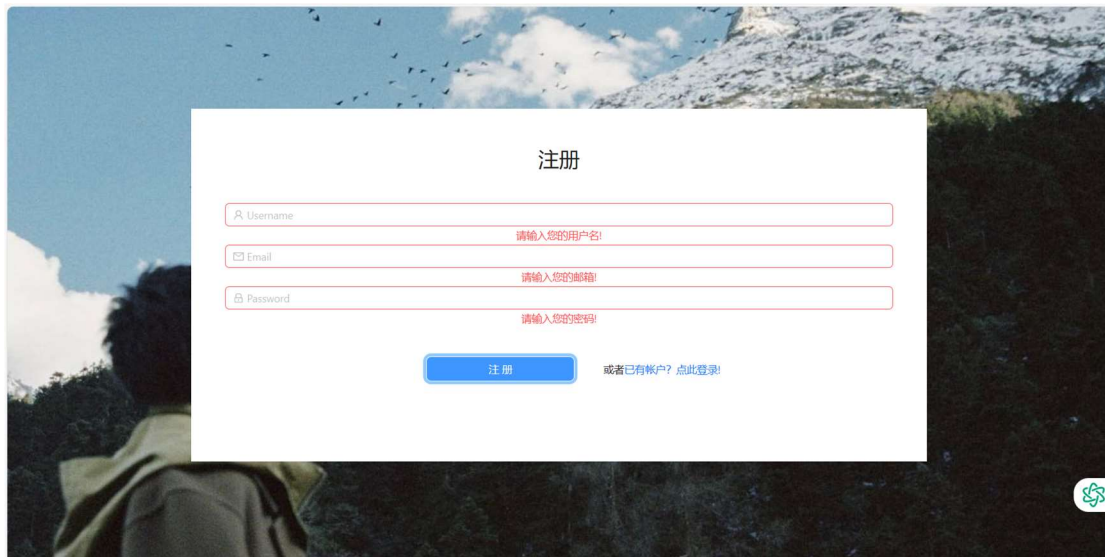 注册
Username
请输入您的用户名!
Email
请输入您的邮箱!
Password
请输入您的密码!
注 册 或者已有帐户？点此登录!